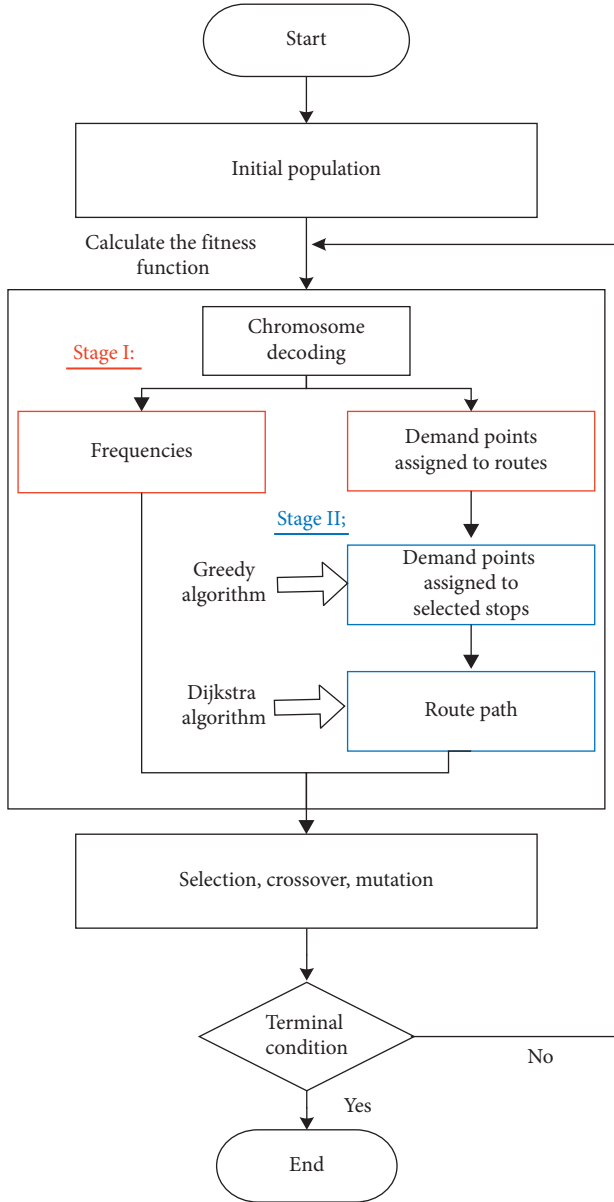 Start
Initial population
Calculate the fitness
function
Chromosome
decoding
Stage I:
Frequencies
Demand points
assigned to routes
Stage II;
Greedy
algorithm
Demand points
assigned to
selected stops
Dijkstra
algorithm
Route path
Selection, crossover, mutation
Terminal
condition
No
Yes
End